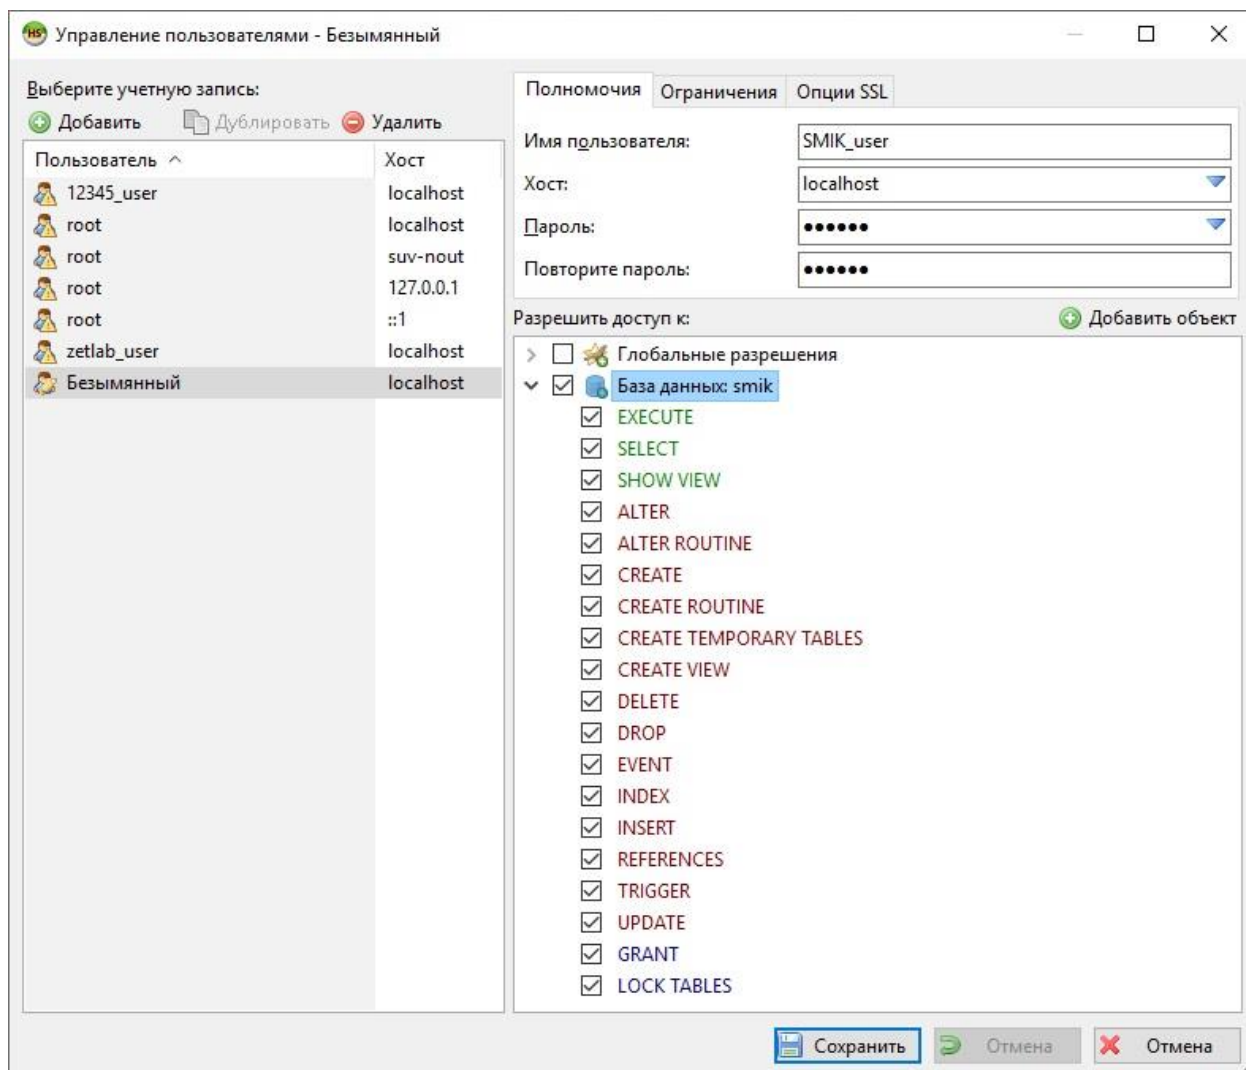 HS Управление пользователями - Безымянный
Выберите учетную запись:
Добавить Дублировать Удалить
Пользователь Хост
12345_user localhost
root localhost
root suv-nout
root 127.0.0.1
root ::1
zetlab_user localhost
Безымянный localhost
Полномочия Ограничения Опции SSL
Имя пользователя: SMIK_user
Хост: localhost
Пароль: ●●●●●●
Повторите пароль: ●●●●●●
Разрешить доступ к: Добавить объект
Глобальные разрешения
База данных: smik
EXECUTE
SELECT
SHOW VIEW
ALTER
ALTER ROUTINE
CREATE
CREATE ROUTINE
CREATE TEMPORARY TABLES
CREATE VIEW
DELETE
DROP
EVENT
INDEX
INSERT
REFERENCES
TRIGGER
UPDATE
GRANT
LOCK TABLES
Сохранить Отмена Отмена